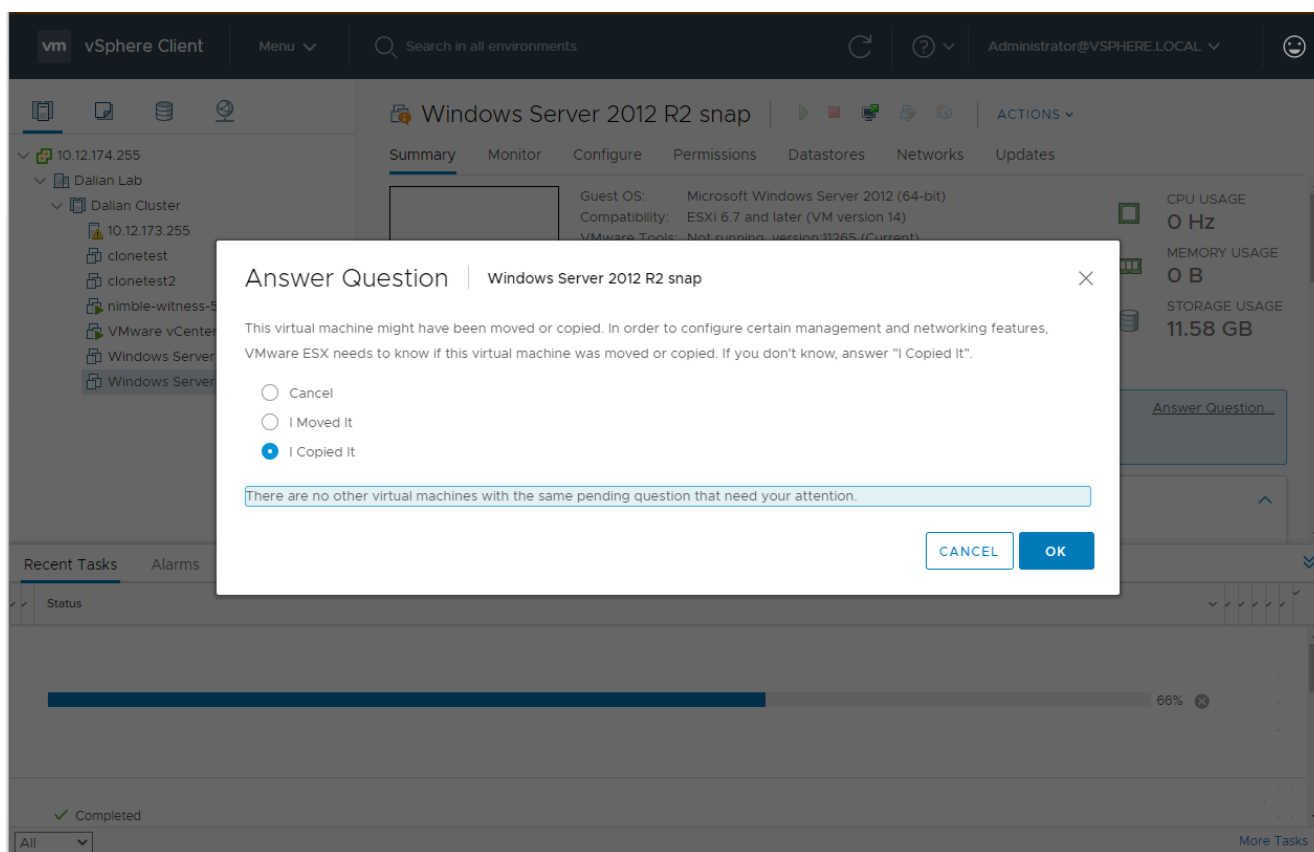 vm vSphere Client Menu Search in all environments Administrator@VSPHERE.LOCAL
Windows Server 2012 R2 snap ACTIONS
Summary Monitor Configure Permissions Datastores Networks Updates
10.12.174.255
Dalian Lab
Dalian Cluster
10.12.173.255
clonetest
clonetest2
nimble-witness-5
VMware vCenter
Windows Server
Windows Server
Guest OS: Microsoft Windows Server 2012 (64-bit)
Compatibility: ESXi 6.7 and later (VM version 14)
VMware Tools: Not running, version:11265 (Current)
CPU USAGE
0 Hz
MEMORY USAGE
0 B
STORAGE USAGE
11.58 GB
Answer Question...
Answer Question Windows Server 2012 R2 snap
This virtual machine might have been moved or copied. In order to configure certain management and networking features,
VMware ESX needs to know if this virtual machine was moved or copied. If you don't know, answer "I Copied It".
Cancel
I Moved It
I Copied It
There are no other virtual machines with the same pending question that need your attention.
CANCEL OK
Recent Tasks Alarms
Status
66%
Completed
All More Tasks